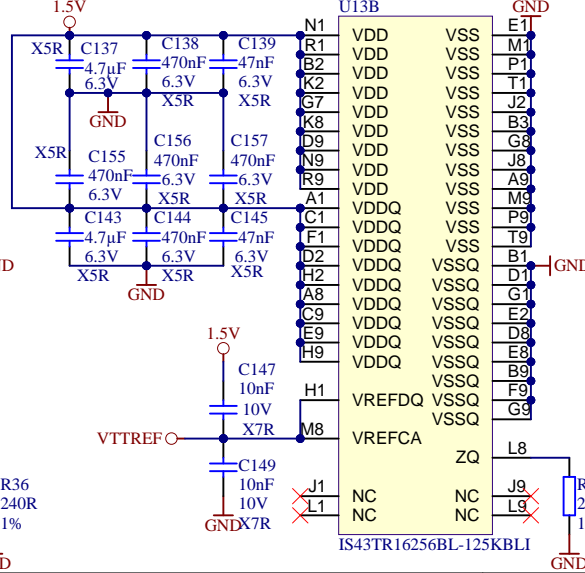 1.5V
U13B
GND
X5R
C137
4.7µF
6.3V
C138
470nF
6.3V
X5R
C139
47nF
6.3V
X5R
GND
X5R
C155
470nF
6.3V
C156
470nF
6.3V
X5R
C157
470nF
6.3V
X5R
C143
4.7µF
6.3V
X5R
C144
470nF
6.3V
X5R
C145
47nF
6.3V
X5R
GND
N1 VDD VSS E1
R1 VDD VSS M1
B2 VDD VSS P1
K2 VDD VSS T1
G7 VDD VSS J2
K8 VDD VSS B3
D9 VDD VSS G8
N9 VDD VSS J8
R9 VDD VSS A9
A1 VDDQ VSS M9
C1 VDDQ VSS P9
F1 VDDQ VSS T9
D2 VDDQ VSSQ B1
H2 VDDQ VSSQ D1
A8 VDDQ VSSQ G1
C9 VDDQ VSSQ E2
E9 VDDQ VSSQ D8
H9 VDDQ VSSQ E8
VSSQ B9
H1 VREFDQ VSSQ F9
VSSQ G9
M8 VREFCA
ZQ L8
J1 NC NC J9
L1 NC NC L9
IS43TR16256BL-125KBLI
GND
1.5V
C147
10nF
10V
X7R
VTTREF
C149
10nF
10V
X7R
GND
R36
240R
1%
D
D
R
2
1
GND